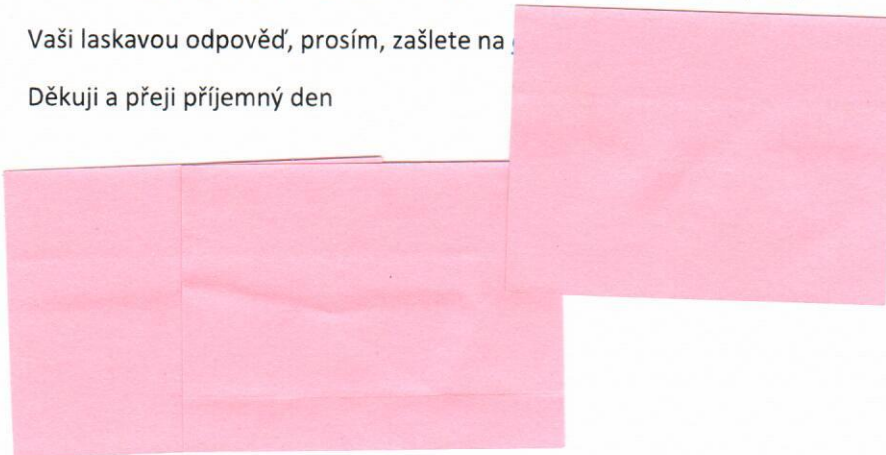 Vaši laskavou odpověď, prosím, zašlete na
Děkuji a přeji příjemný den